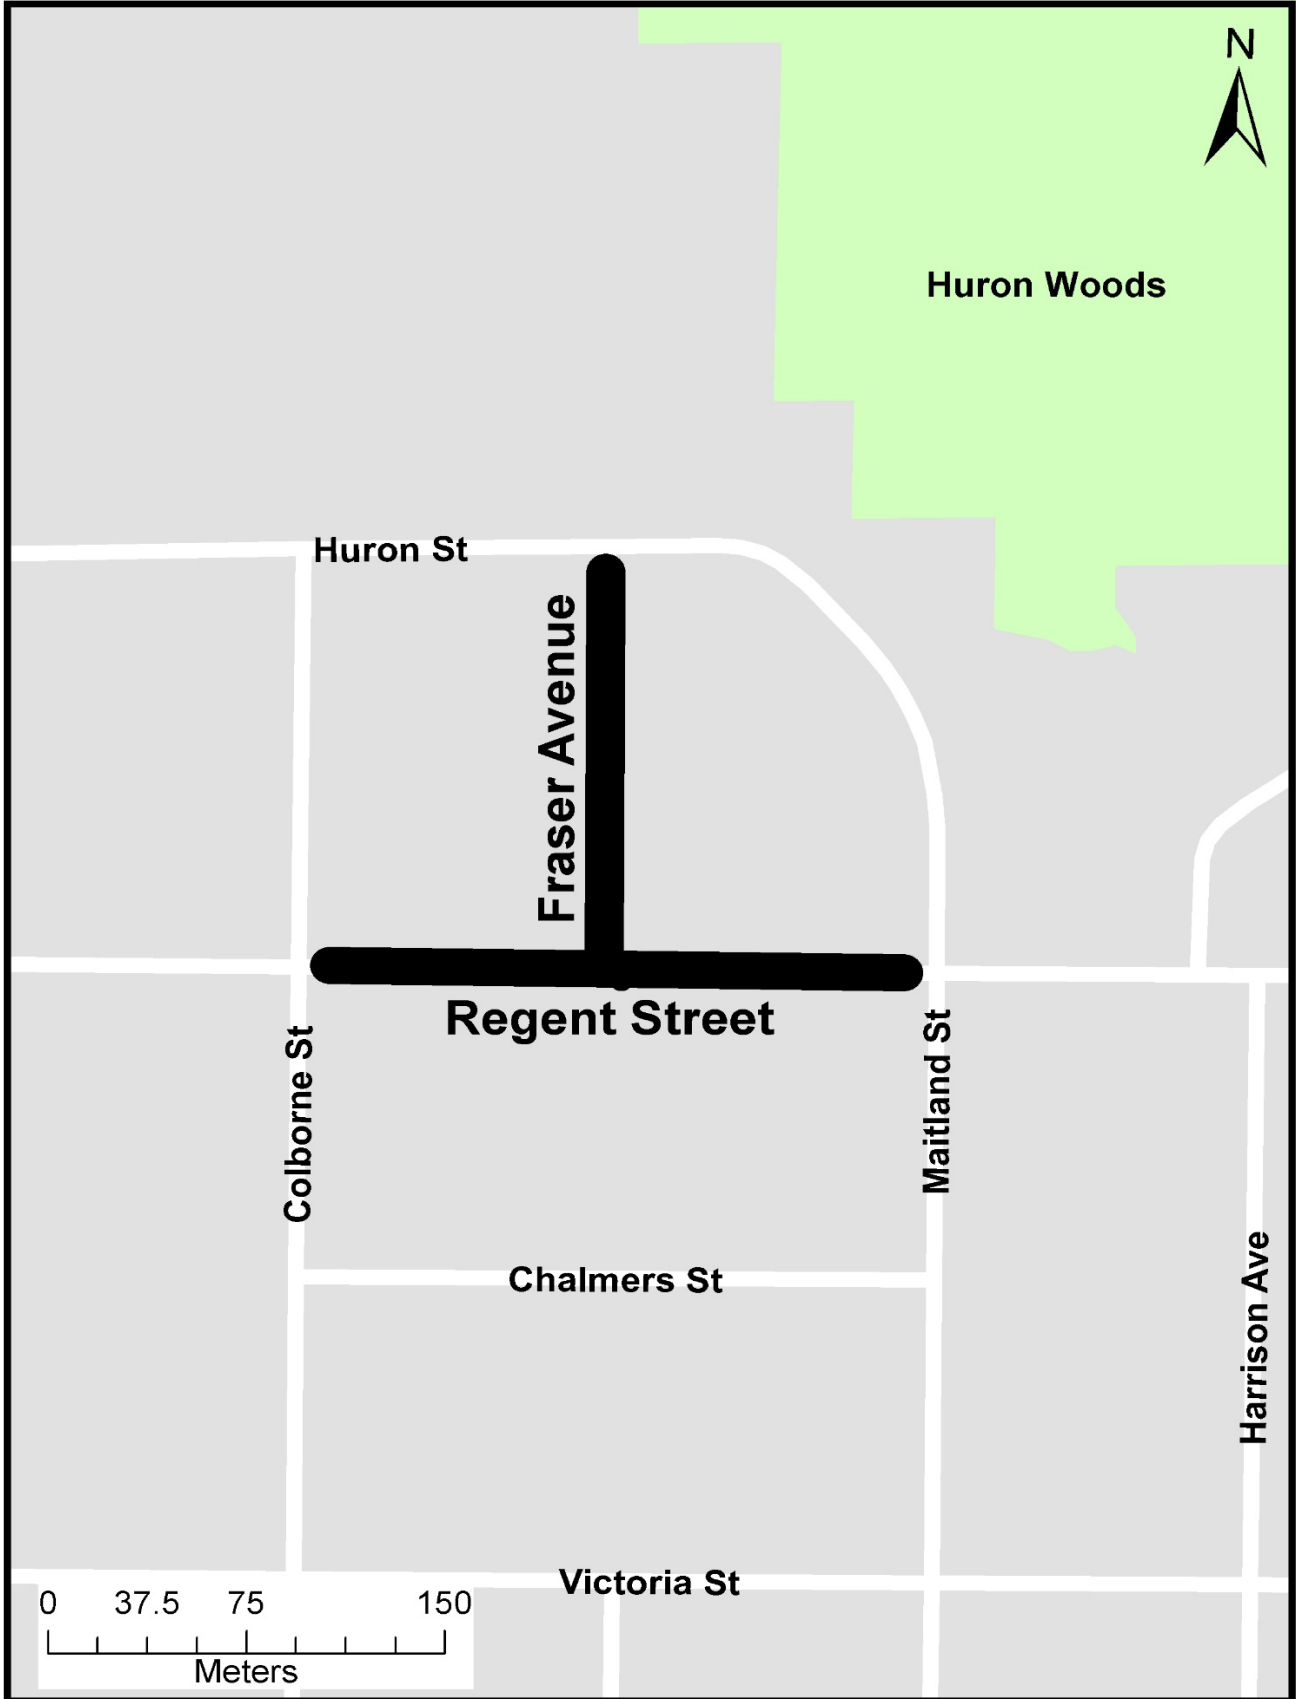 N
Huron Woods
Huron St
Fraser Avenue
Regent Street
Colborne St
Maitland St
Chalmers St
Harrison Ave
Victoria St
0 37.5 75 150
Meters